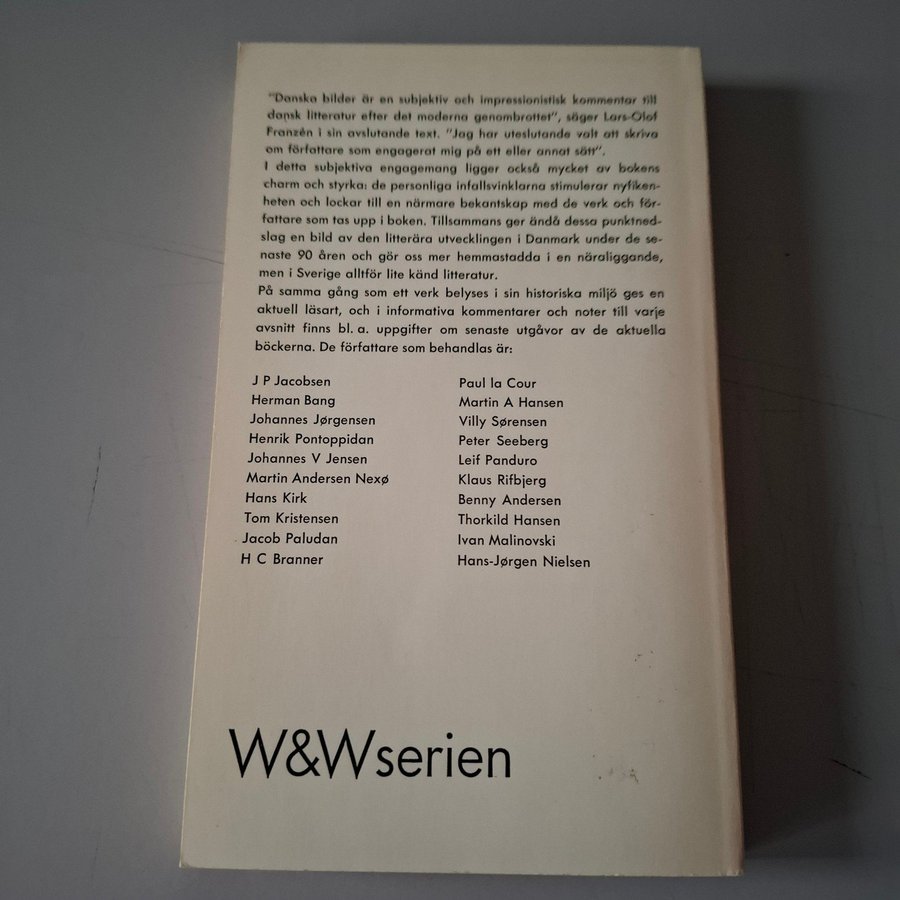 "Danska bilder är en subjektiv och impressionistisk kommentar till
dansk litteratur efter det moderna genombrottet", säger Lars-Olof
Franzén i sin avslutande text. "Jag har uteslutande valt att skriva
om författare som engagerat mig på ett eller annat sätt".
I detta subjektiva engagemang ligger också mycket av bokens
charm och styrka: de personliga infallsvinklarna stimulerar nyfiken-
heten och lockar till en närmare bekantskap med de verk och för-
fattare som tas upp i boken. Tillsammans ger ändå dessa punktned-
slag en bild av den litterära utvecklingen i Danmark under de se-
naste 90 åren och gör oss mer hemmastadda i en näraliggande,
men i Sverige alltför lite känd litteratur.
På samma gång som ett verk belyses i sin historiska miljö ges en
aktuell läsart, och i informativa kommentarer och noter till varje
avsnitt finns bl. a. uppgifter om senaste utgåvor av de aktuella
böckerna. De författare som behandlas är:
J P Jacobsen
Herman Bang
Johannes Jørgensen
Henrik Pontoppidan
Johannes V Jensen
Martin Andersen Nexø
Hans Kirk
Tom Kristensen
Jacob Paludan
H C Branner
Paul la Cour
Martin A Hansen
Villy Sørensen
Peter Seeberg
Leif Panduro
Klaus Rifbjerg
Benny Andersen
Thorkild Hansen
Ivan Malinovski
Hans-Jørgen Nielsen
W&Wserien